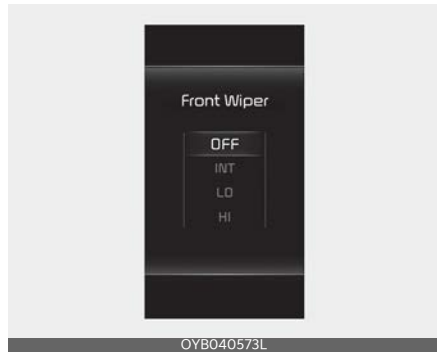 Front Wiper
OFF
INT
LO
HI
OYB040573L